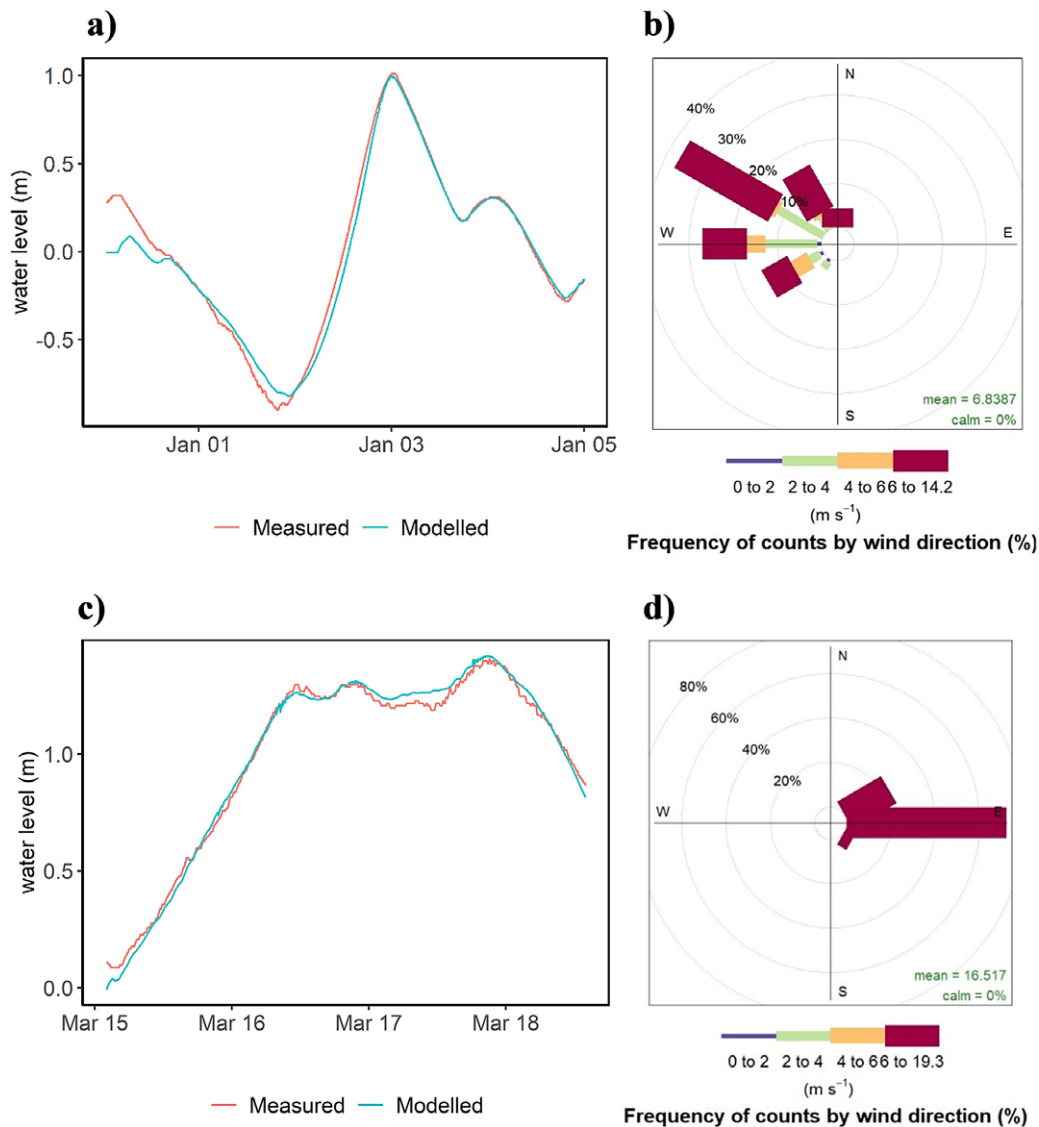 a)
b)
1.0
0.5
0.0
-0.5
water level (m)
Jan 01
Jan 03
Jan 05
Measured
Modelled
N
40%
30%
20%
10%
W
E
S
mean = 6.8387
calm = 0%
0 to 2
2 to 4
4 to 6
6 to 14.2
(m s⁻¹)
Frequency of counts by wind direction (%)
c)
d)
1.0
0.5
0.0
water level (m)
Mar 15
Mar 16
Mar 17
Mar 18
Measured
Modelled
N
80%
60%
40%
20%
W
E
S
mean = 16.517
calm = 0%
0 to 2
2 to 4
4 to 6
6 to 19.3
(m s⁻¹)
Frequency of counts by wind direction (%)